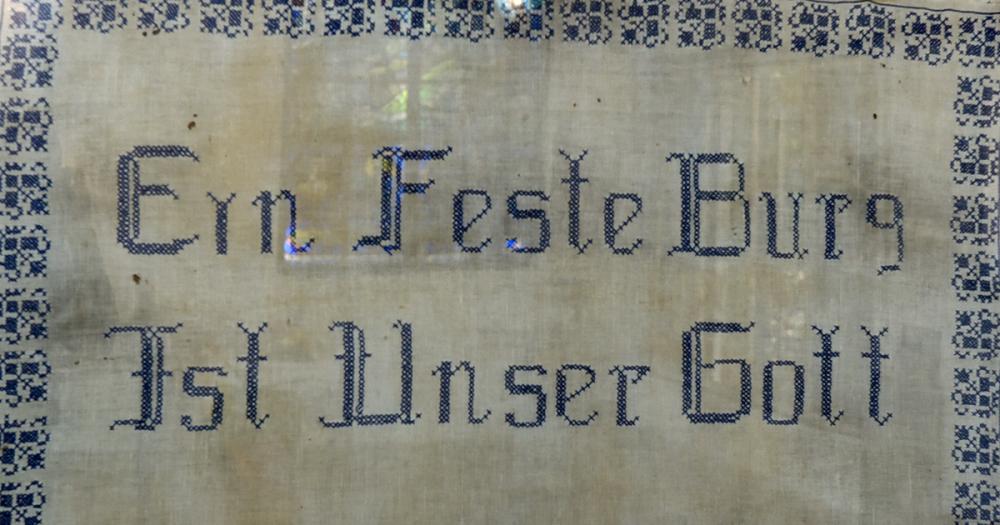 Ein Feste Burg
Ist Unser Gott